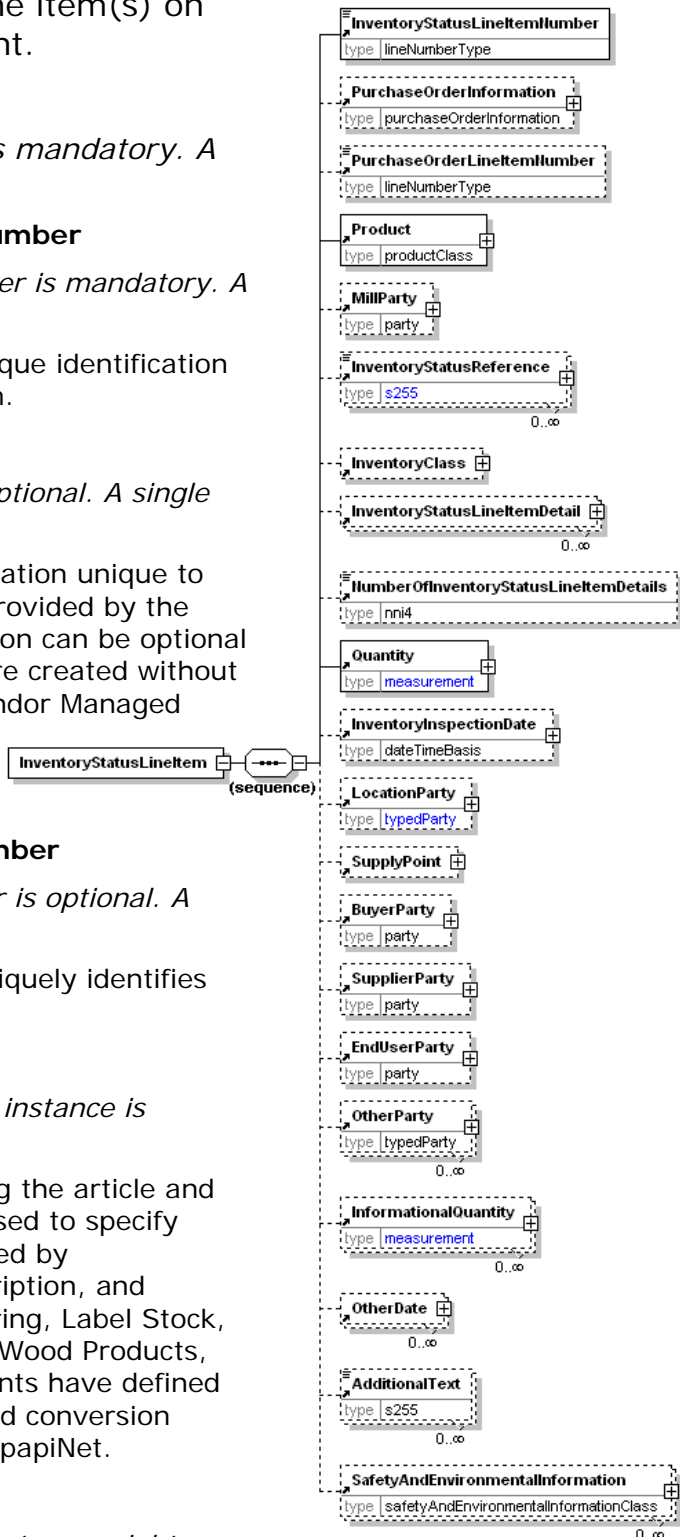 ne item(s) on
nt.
s mandatory. A
umber
er is mandatory. A
que identification
n.
ptional. A single
ation unique to
rovided by the
on can be optional
re created without
ndor Managed
mber
r is optional. A
iquely identifies
instance is
g the article and
sed to specify
ed by
ription, and
ring, Label Stock,
Wood Products,
nts have defined
d conversion
papiNet.
InventoryStatusLineItem
(sequence)
InventoryStatusLineItemNumber
type lineNumberType
PurchaseOrderInformation
type purchaseOrderInformation
PurchaseOrderLineItemNumber
type lineNumberType
Product
type productClass
MillParty
type party
InventoryStatusReference
type s255
0..∞
InventoryClass
InventoryStatusLineItemDetail
0..∞
NumberOfInventoryStatusLineItemDetails
type nni4
Quantity
type measurement
InventoryInspectionDate
type dateTimeBasis
LocationParty
type typedParty
SupplyPoint
BuyerParty
type party
SupplierParty
type party
EndUserParty
type party
OtherParty
type typedParty
0..∞
InformationalQuantity
type measurement
0..∞
OtherDate
0..∞
AdditionalText
type s255
0..∞
SafetyAndEnvironmentalInformation
type safetyAndEnvironmentalInformationClass
0..∞